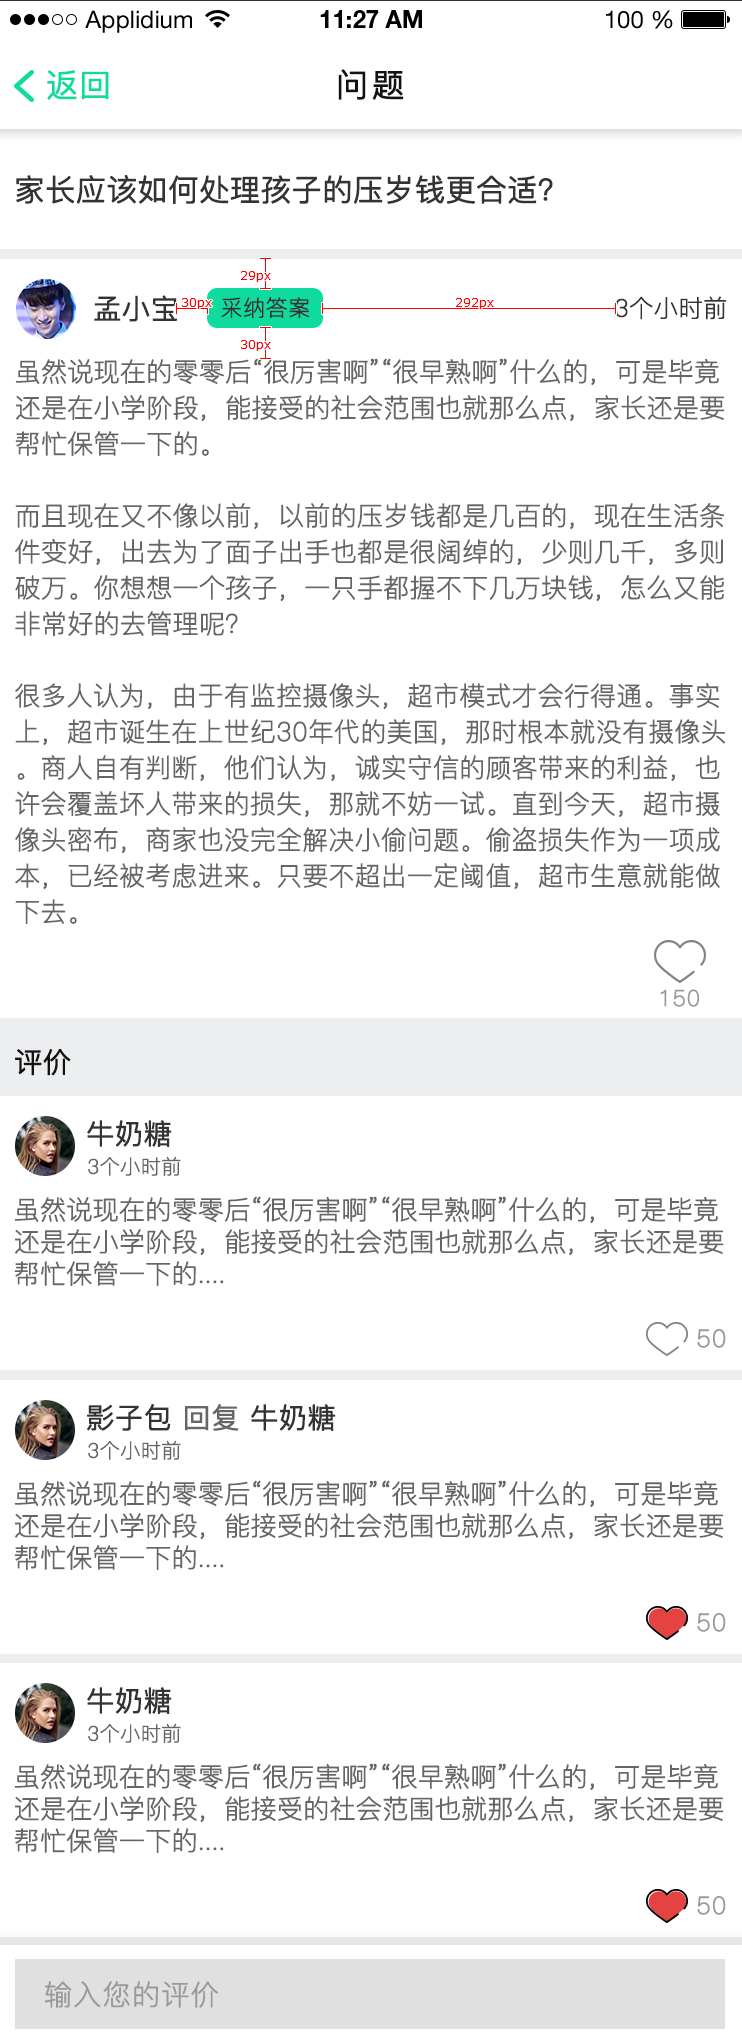 Applidium 11:27 AM 100 %
返回 问题
家长应该如何处理孩子的压岁钱更合适?
29px
孟小宝 30px 采纳答案 292px 3个小时前
30px
虽然说现在的零零后“很厉害啊”“很早熟啊”什么的，可是毕竟
还是在小学阶段，能接受的社会范围也就那么点，家长还是要
帮忙保管一下的。
而且现在又不像以前，以前的压岁钱都是几百的，现在生活条
件变好，出去为了面子出手也都是很阔绰的，少则几千，多则
破万。你想想一个孩子，一只手都握不下几万块钱，怎么又能
非常好的去管理呢?
很多人认为，由于有监控摄像头，超市模式才会行得通。事实
上，超市诞生在上世纪30年代的美国，那时根本就没有摄像头
。商人自有判断，他们认为，诚实守信的顾客带来的利益，也
许会覆盖坏人带来的损失，那就不妨一试。直到今天，超市摄
像头密布，商家也没完全解决小偷问题。偷盗损失作为一项成
本，已经被考虑进来。只要不超出一定阈值，超市生意就能做
下去。
150
评价
牛奶糖
3个小时前
虽然说现在的零零后“很厉害啊”“很早熟啊”什么的，可是毕竟
还是在小学阶段，能接受的社会范围也就那么点，家长还是要
帮忙保管一下的....
50
影子包 回复 牛奶糖
3个小时前
虽然说现在的零零后“很厉害啊”“很早熟啊”什么的，可是毕竟
还是在小学阶段，能接受的社会范围也就那么点，家长还是要
帮忙保管一下的....
50
牛奶糖
3个小时前
虽然说现在的零零后“很厉害啊”“很早熟啊”什么的，可是毕竟
还是在小学阶段，能接受的社会范围也就那么点，家长还是要
帮忙保管一下的....
50
输入您的评价